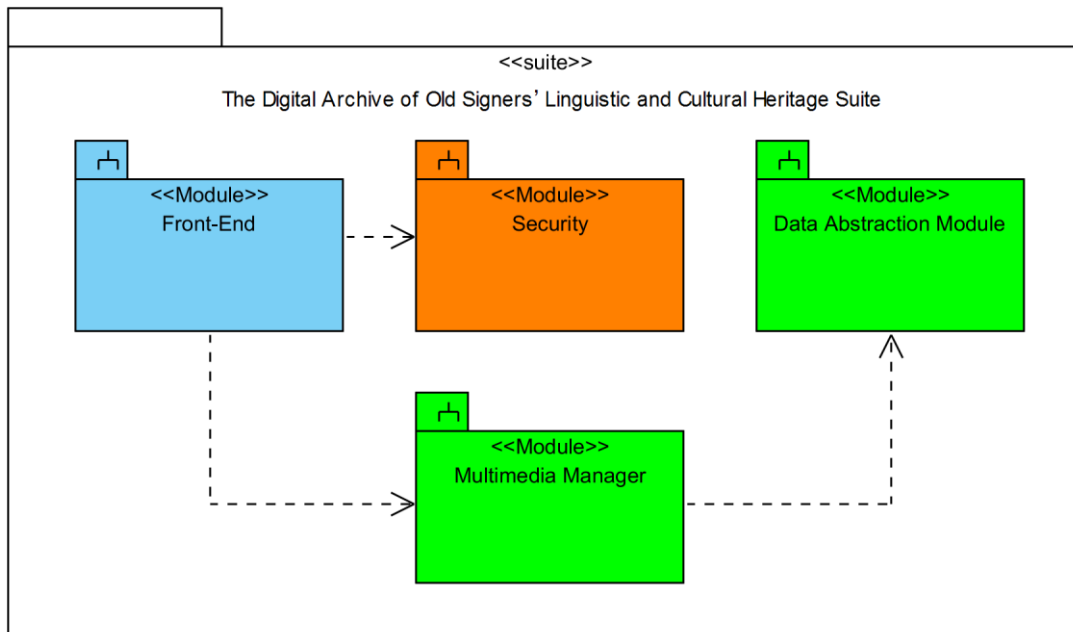 <<suite>>
The Digital Archive of Old Signers’ Linguistic and Cultural Heritage Suite
<<Module>>
Front-End
<<Module>>
Security
<<Module>>
Data Abstraction Module
<<Module>>
Multimedia Manager